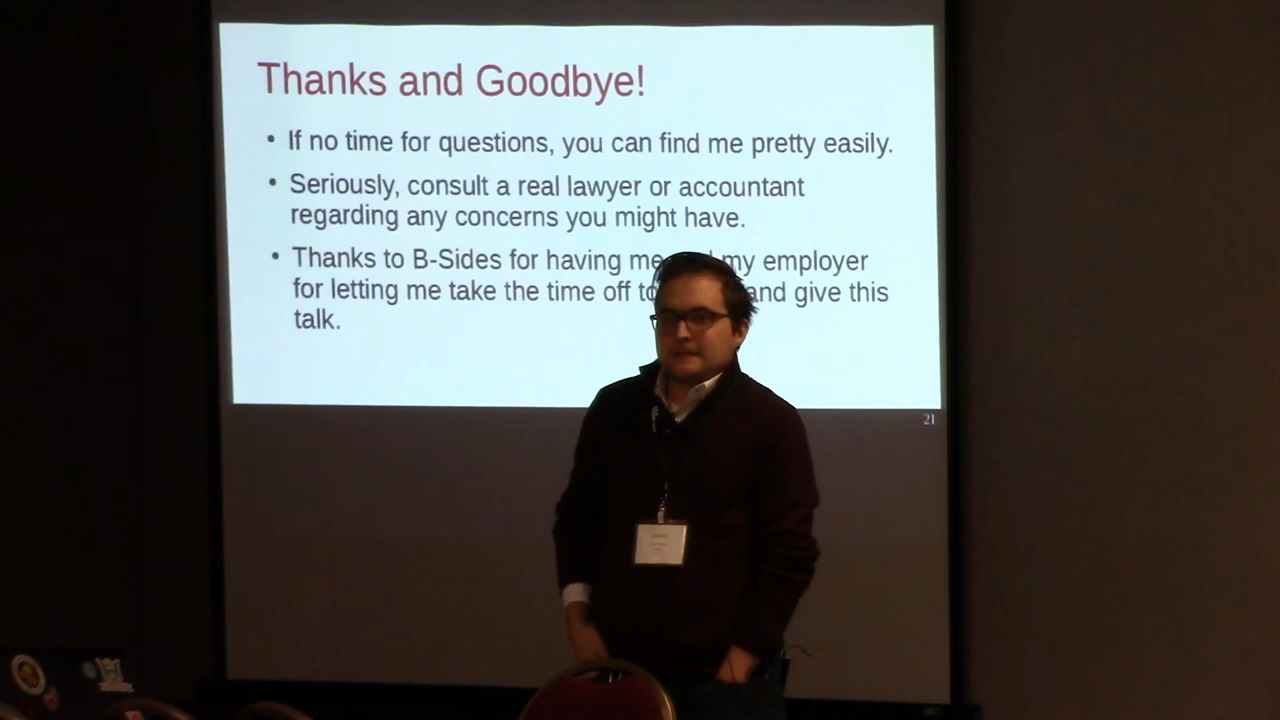 Thanks and Goodbye!
• If no time for questions, you can find me pretty easily.
• Seriously, consult a real lawyer or accountant
regarding any concerns you might have.
• Thanks to B-Sides for having me my employer
for letting me take the time off to and give this
talk.
21